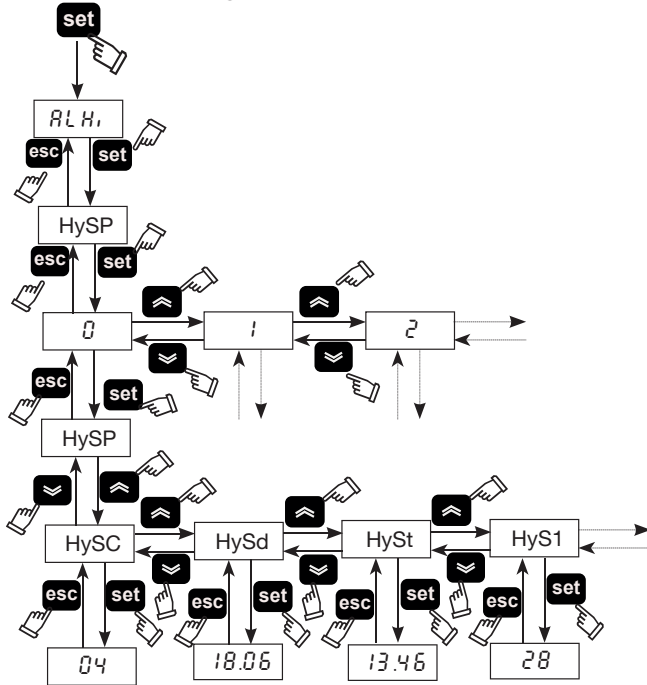 set
ALHi
esc set
HySP
esc set
0 1 2
esc set
HySP
HySC HySd HySt HyS1
esc set esc set esc set esc set
04 18.06 13.46 28